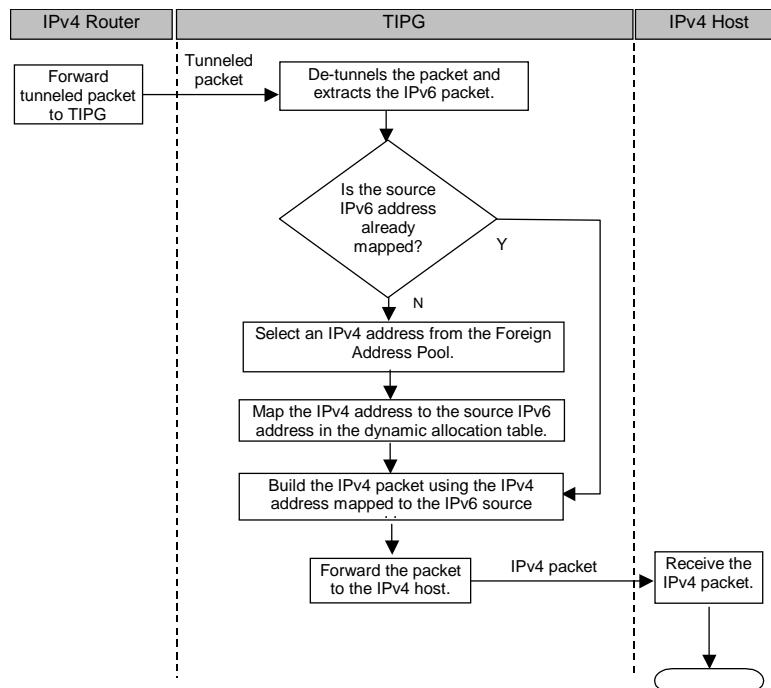 IPv4 Router
TIPG
IPv4 Host
Forward
tunneled packet
to TIPG
Tunneled
packet
De-tunnels the packet and
extracts the IPv6 packet.
Is the source
IPv6 address
already
mapped?
Y
N
Select an IPv4 address from the Foreign
Address Pool.
Map the IPv4 address to the source IPv6
address in the dynamic allocation table.
Build the IPv4 packet using the IPv4
address mapped to the IPv6 source
Forward the packet
to the IPv4 host.
IPv4 packet
Receive the
IPv4 packet.